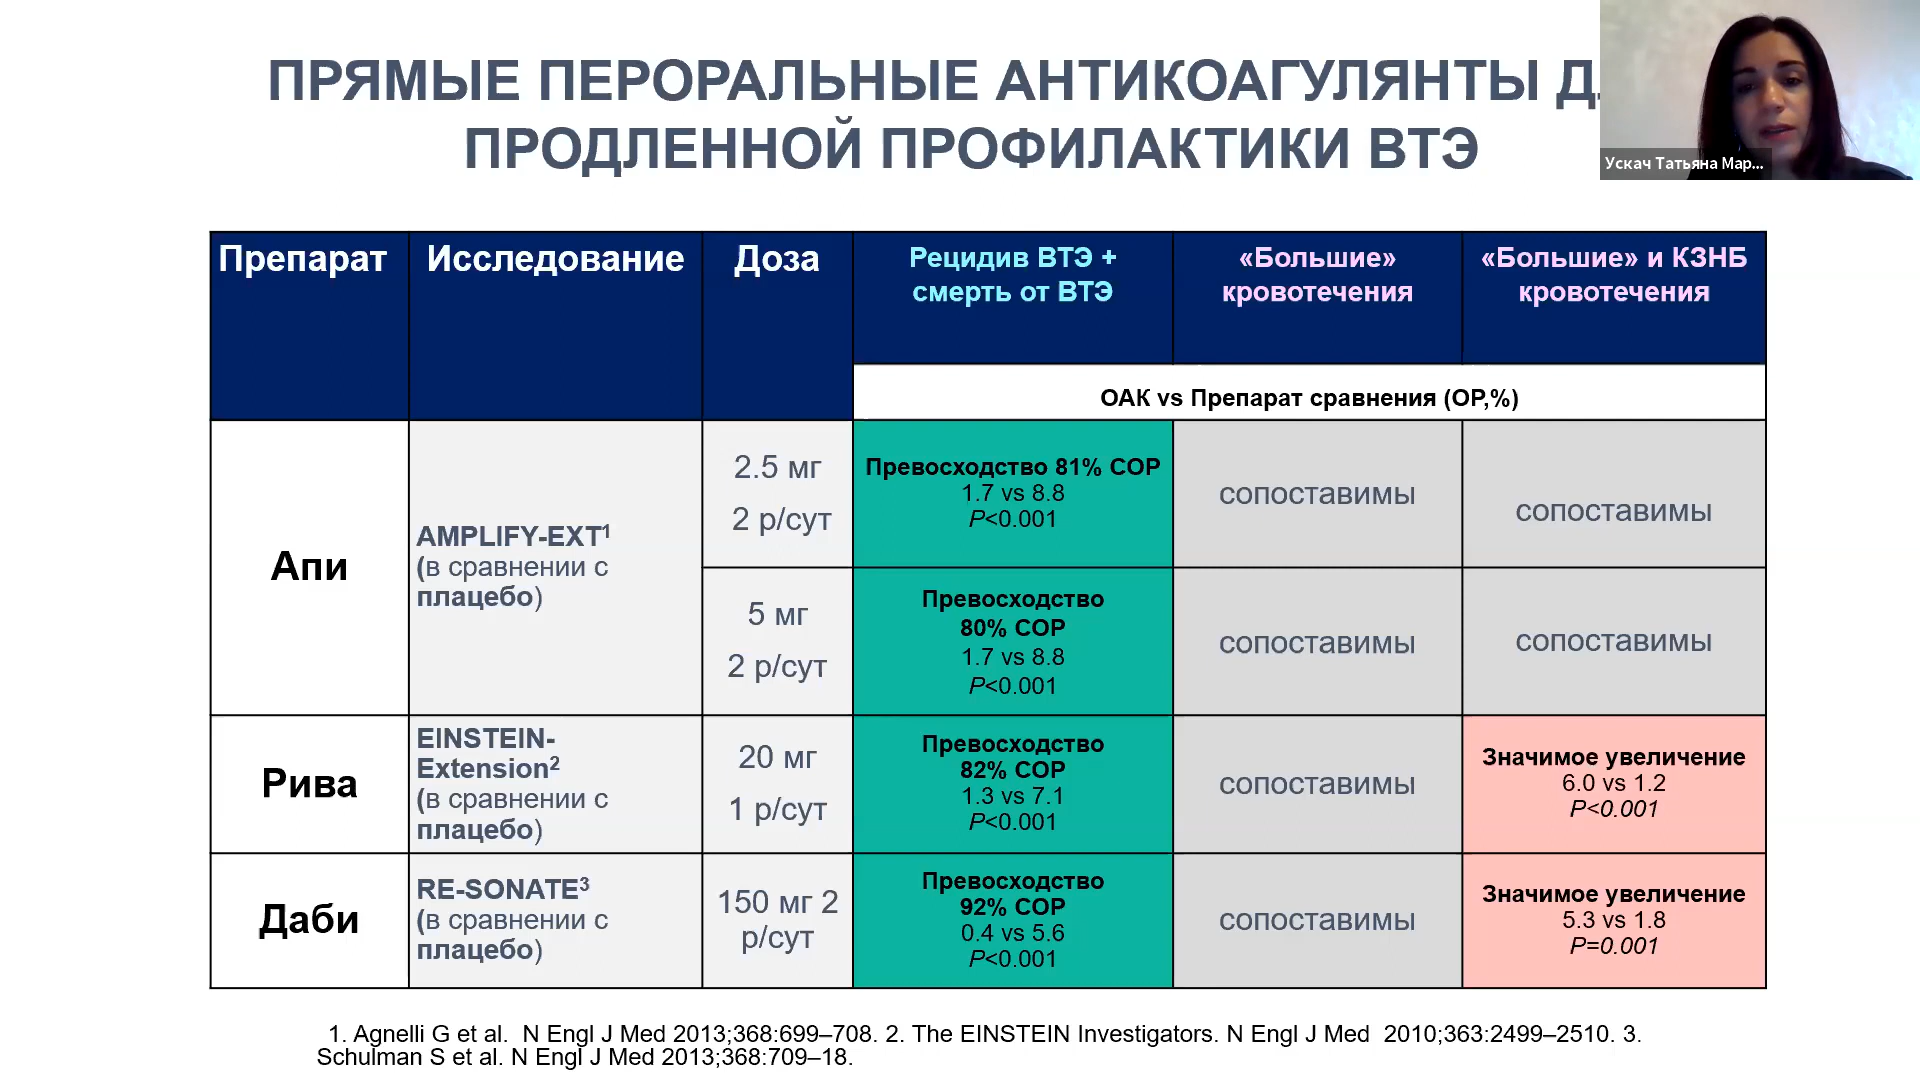 ПРЯМЫЕ ПЕРОРАЛЬНЫЕ АНТИКОАГУЛЯНТЫ
ПРОДЛЕННОЙ ПРОФИЛАКТИКИ ВТЭ
Ускач Татьяна Мар...
Препарат
Исследование
Доза
Рецидив ВТЭ +
смерть от ВТЭ
«Большие»
кровотечения
«Большие» и КЗНБ
кровотечения
ОАК vs Препарат сравнения (ОР,%)
Апи
AMPLIFY-EXT1
(в сравнении с
плацебо)
2.5 мг
2 р/сут
Превосходство 81% СОР
1.7 vs 8.8
P<0.001
сопоставимы
сопоставимы
5 мг
2 р/сут
Превосходство
80% СОР
1.7 vs 8.8
P<0.001
сопоставимы
сопоставимы
Рива
EINSTEIN-
Extension2
(в сравнении с
плацебо)
20 мг
1 р/сут
Превосходство
82% СОР
1.3 vs 7.1
P<0.001
сопоставимы
Значимое увеличение
6.0 vs 1.2
P<0.001
Даби
RE-SONATE3
(в сравнении с
плацебо)
150 мг 2
р/сут
Превосходство
92% СОР
0.4 vs 5.6
P<0.001
сопоставимы
Значимое увеличение
5.3 vs 1.8
P=0.001
1. Agnelli G et al. N Engl J Med 2013;368:699–708. 2. The EINSTEIN Investigators. N Engl J Med 2010;363:2499–2510. 3.
Schulman S et al. N Engl J Med 2013;368:709–18.